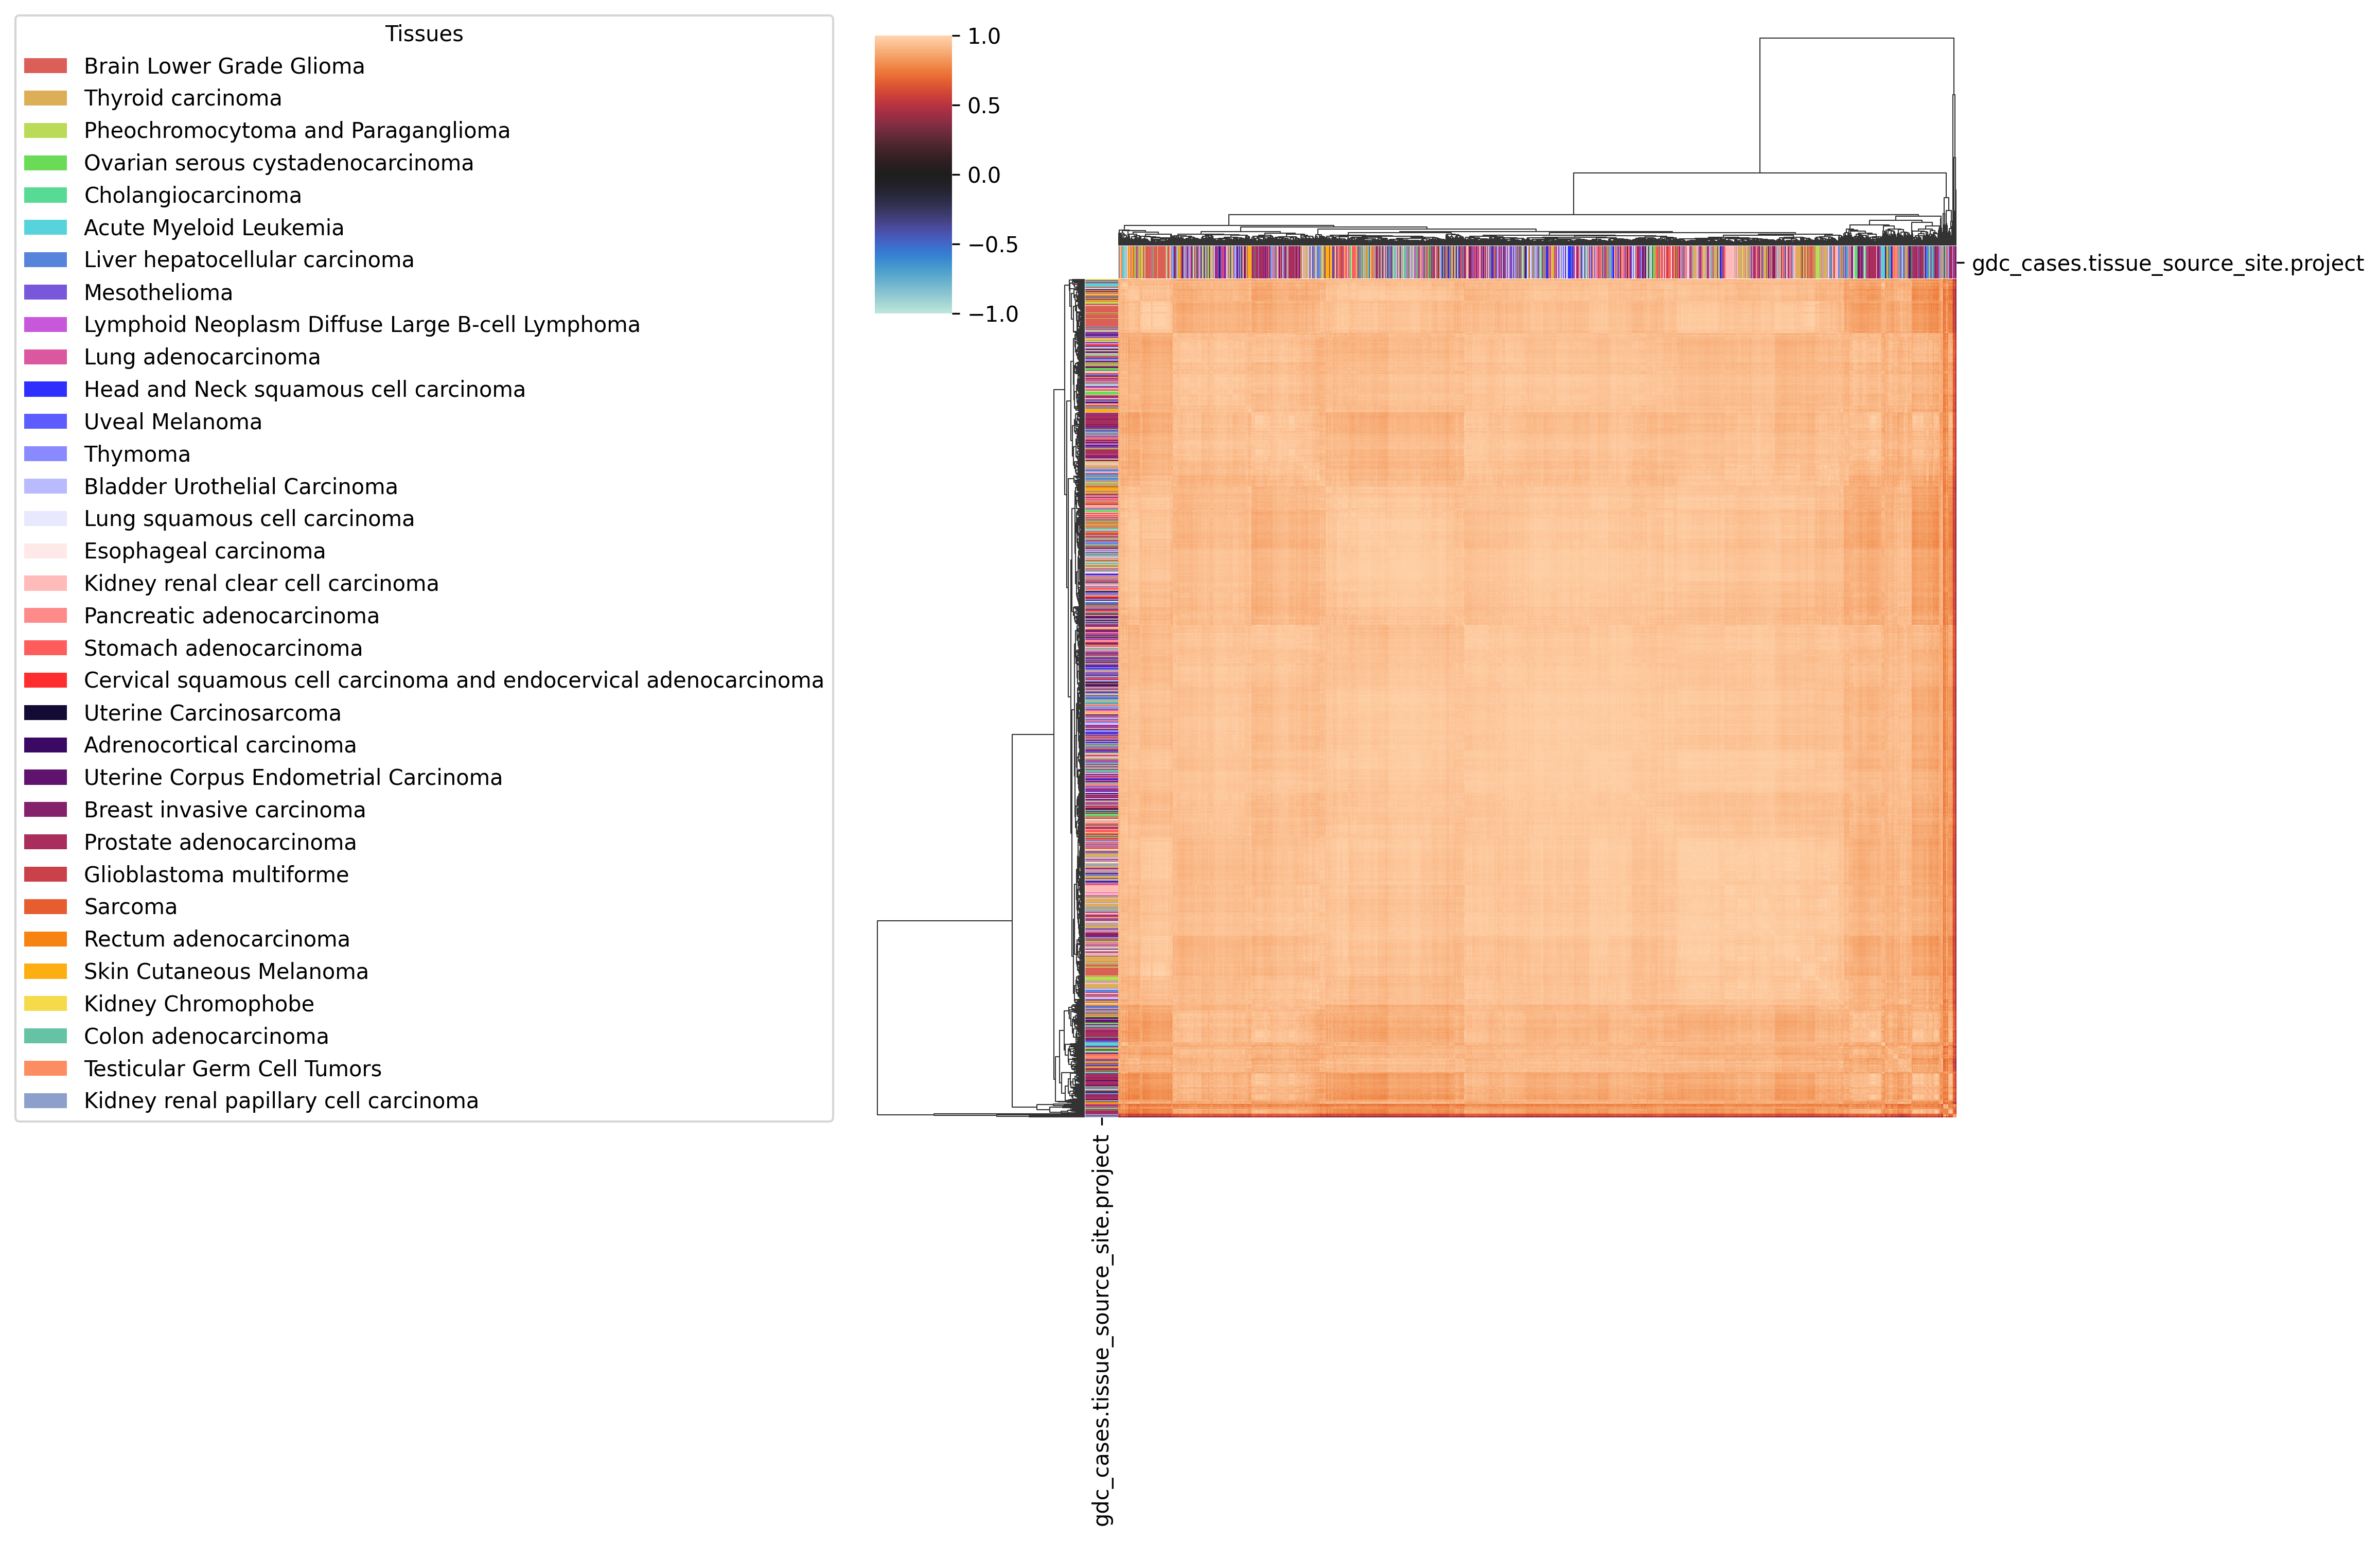 Tissues
Brain Lower Grade Glioma
Thyroid carcinoma
Pheochromocytoma and Paraganglioma
Ovarian serous cystadenocarcinoma
Cholangiocarcinoma
Acute Myeloid Leukemia
Liver hepatocellular carcinoma
Mesothelioma
Lymphoid Neoplasm Diffuse Large B-cell Lymphoma
Lung adenocarcinoma
Head and Neck squamous cell carcinoma
Uveal Melanoma
Thymoma
Bladder Urothelial Carcinoma
Lung squamous cell carcinoma
Esophageal carcinoma
Kidney renal clear cell carcinoma
Pancreatic adenocarcinoma
Stomach adenocarcinoma
Cervical squamous cell carcinoma and endocervical adenocarcinoma
Uterine Carcinosarcoma
Adrenocortical carcinoma
Uterine Corpus Endometrial Carcinoma
Breast invasive carcinoma
Prostate adenocarcinoma
Glioblastoma multiforme
Sarcoma
Rectum adenocarcinoma
Skin Cutaneous Melanoma
Kidney Chromophobe
Colon adenocarcinoma
Testicular Germ Cell Tumors
Kidney renal papillary cell carcinoma
1.0
0.5
0.0
−0.5
−1.0
gdc_cases.tissue_source_site.project
gdc_cases.tissue_source_site.project